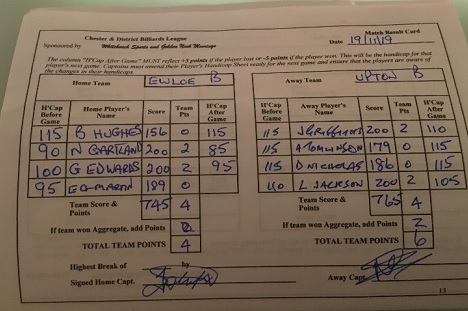 Chester & District Billiards League
Match Result Card
Sponsored by Whitchurch Sports and Golden Nook Moorings
Date 19/11/19
The column "H'Cap After Game" MUST reflect +5 points if the player lost or -5 points if the player won. This will be the handicap for that player's next game. Captains must amend their Player's Handicap Sheet ready for the next game and ensure that the players are aware of the changes in their handicaps.
Home Team EWLOE B
Away Team UPTON B
H'Cap Before Game Home Player's Name Score Team Pts H'Cap After Game
115 B HUGHES 156 0 115
90 N GARTLAND 200 2 85
100 G EDWARDS 200 2 95
95 189 0
Team Score & Points 745 4
If team won Aggregate, add Points
TOTAL TEAM POINTS 4
H'Cap Before Game Away Player's Name Score Team Pts H'Cap After Game
115 J GRIFFITHS 200 2 110
115 A TOMLINSON 179 0 115
115 D NICHOLAS 186 0 115
110 L JACKSON 200 2 105
Team Score & Points 765 4
If team won Aggregate, add Points 2
TOTAL TEAM POINTS 6
Highest Break of by
Signed Home Capt.
Away Capt.
13